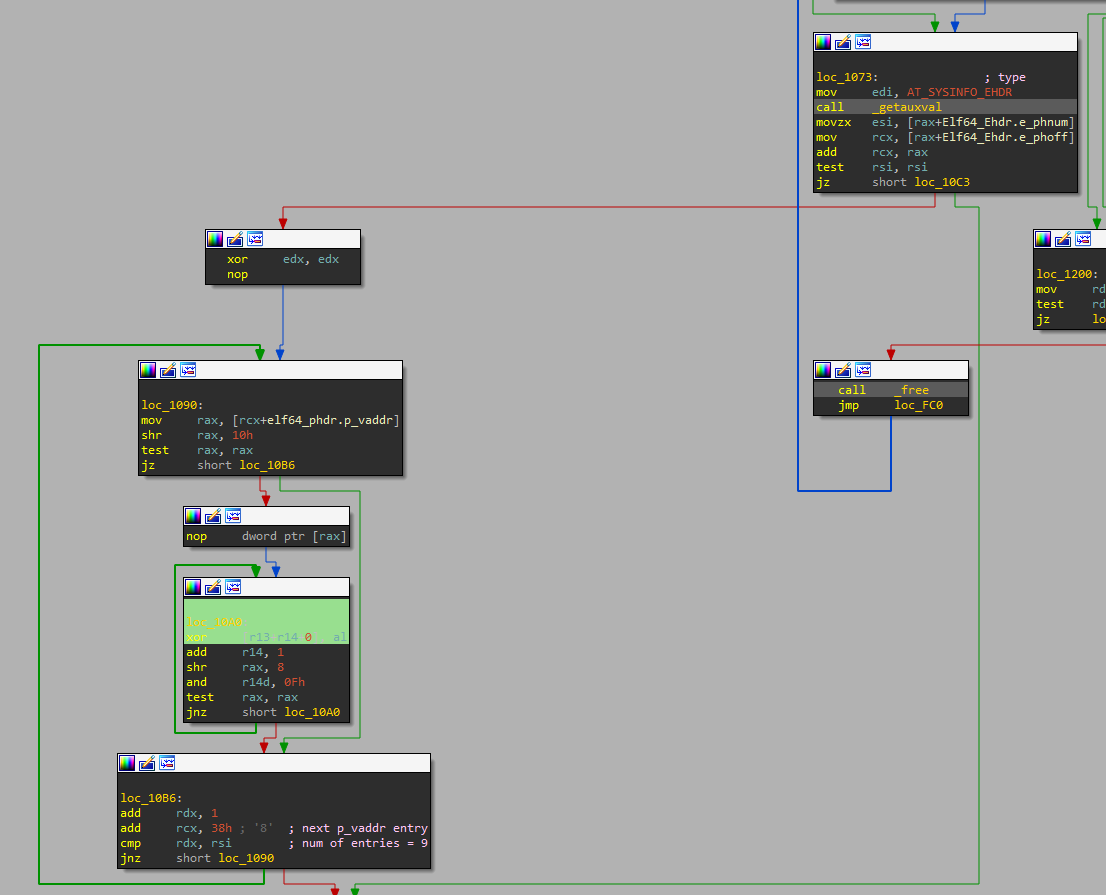 loc_1073: ; type
mov edi, AT_SYSINFO_EHDR
call _getauxval
movzx esi, [rax+Elf64_Ehdr.e_phnum]
mov rcx, [rax+Elf64_Ehdr.e_phoff]
add rcx, rax
test rsi, rsi
jz short loc_10C3
xor edx, edx
nop
loc_1200:
mov rd
test rd
jz lo
call _free
jmp loc_FC0
loc_1090:
mov rax, [rcx+elf64_phdr.p_vaddr]
shr rax, 10h
test rax, rax
jz short loc_10B6
nop dword ptr [rax]
loc_10A0
xor r13 r14 0 al
add r14, 1
shr rax, 8
and r14d, 0Fh
test rax, rax
jnz short loc_10A0
loc_10B6:
add rdx, 1
add rcx, 38h ; '8' ; next p_vaddr entry
cmp rdx, rsi ; num of entries = 9
jnz short loc_1090